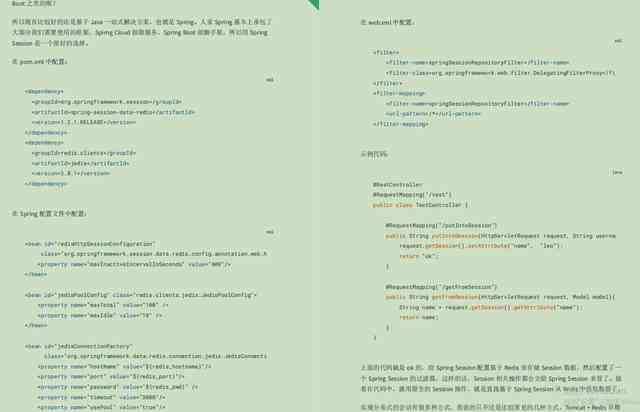 Boot 之类的呢？
所以现在比较好的还是基于 Java 一站式解决方案，也就是 Spring。人家 Spring 基本上承包了
大部分我们需要使用的框架，Spring Cloud 做微服务，Spring Boot 做脚手架，所以用 Spring
Session 是一个很好的选择。
在 pom.xml 中配置：
xml
<dependency>
<groupId>org.springframework.session</groupId>
<artifactId>spring-session-data-redis</artifactId>
<version>1.2.1.RELEASE</version>
</dependency>
<dependency>
<groupId>redis.clients</groupId>
<artifactId>jedis</artifactId>
<version>2.8.1</version>
</dependency>
在 Spring 配置文件中配置：
xml
<bean id="redisHttpSessionConfiguration"
class="org.springframework.session.data.redis.config.annotation.web.h
<property name="maxInactiveIntervalInSeconds" value="600"/>
</bean>
<bean id="jedisPoolConfig" class="redis.clients.jedis.JedisPoolConfig">
<property name="maxTotal" value="100" />
<property name="maxIdle" value="10" />
</bean>
<bean id="jedisConnectionFactory"
class="org.springframework.data.redis.connection.jedis.JedisConnecti
<property name="hostName" value="${redis_hostname}"/>
<property name="port" value="${redis_port}"/>
<property name="password" value="${redis_pwd}" />
<property name="timeout" value="3000"/>
<property name="usePool" value="true"/>
在 web.xml 中配置：
xml
<filter>
<filter-name>springSessionRepositoryFilter</filter-name>
<filter-class>org.springframework.web.filter.DelegatingFilterProxy</fi
</filter>
<filter-mapping>
<filter-name>springSessionRepositoryFilter</filter-name>
<url-pattern>/*</url-pattern>
</filter-mapping>
示例代码：
java
@RestController
@RequestMapping("/test")
public class TestController {
@RequestMapping("/putIntoSession")
public String putIntoSession(HttpServletRequest request, String userna
request.getSession().setAttribute("name", "leo");
return "ok";
}
@RequestMapping("/getFromSession")
public String getFromSession(HttpServletRequest request, Model model){
String name = request.getSession().getAttribute("name");
return name;
}
}
上面的代码就是 ok 的，给 Spring Session 配置基于 Redis 来存储 Session 数据，然后配置了一
个 Spring Session 的过滤器，这样的话，Session 相关操作都会交给 Spring Session 来管了。接
着在代码中，就用原生的 Session 操作，就是直接基于 Spring Session 从 Redis 中获取数据了。
实现分布式的会话有很多种方式，我说的只不过是比较常见的几种方式，Tomcat + Redis 早期